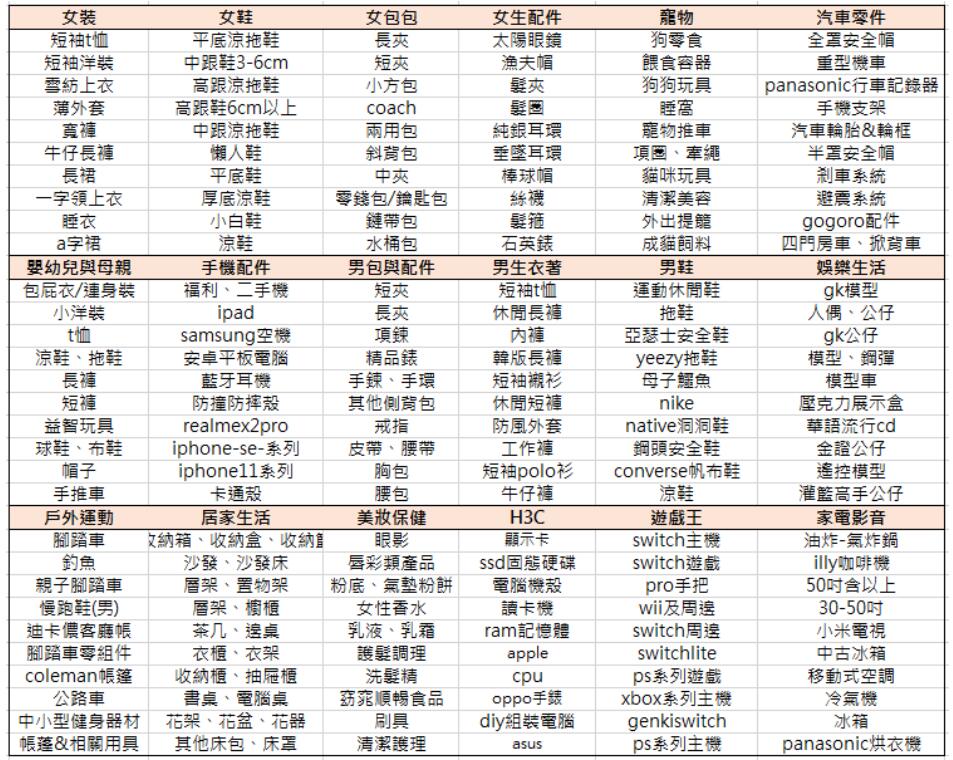 女裝 女鞋 女包包 女生配件 寵物 汽車零件
短袖t恤 平底涼拖鞋 長夾 太陽眼鏡 狗零食 全罩安全帽
短袖洋裝 中跟鞋3-6cm 短夾 漁夫帽 餵食容器 重型機車
雪紡上衣 高跟涼拖鞋 小方包 髮夾 狗狗玩具 panasonic行車記錄器
薄外套 高跟鞋6cm以上 coach 髮圈 睡窩 手機支架
寬褲 中跟涼拖鞋 兩用包 純銀耳環 寵物推車 汽車輪胎&輪框
牛仔長褲 懶人鞋 斜背包 垂墜耳環 項圈、牽繩 半罩安全帽
長裙 平底鞋 中夾 棒球帽 貓咪玩具 剎車系統
一字領上衣 厚底涼鞋 零錢包/鑰匙包 絲襪 清潔美容 避震系統
睡衣 小白鞋 鏈帶包 髮箍 外出提籠 gogoro配件
a字裙 涼鞋 水桶包 石英錶 成貓飼料 四門房車、掀背車
嬰幼兒與母親 手機配件 男包與配件 男生衣著 男鞋 娛樂生活
包屁衣/連身裝 福利、二手機 短夾 短袖t恤 運動休閒鞋 gk模型
小洋裝 ipad 長夾 休閒長褲 拖鞋 人偶、公仔
t恤 samsung空機 項鍊 內褲 亞瑟士安全鞋 gk公仔
涼鞋、拖鞋 安卓平板電腦 精品錶 韓版長褲 yeezy拖鞋 模型、鋼彈
長褲 藍牙耳機 手鍊、手環 短袖襯衫 母子鱷魚 模型車
短褲 防撞防摔殼 其他側背包 休閒短褲 nike 壓克力展示盒
益智玩具 realmex2pro 戒指 防風外套 native洞洞鞋 華語流行cd
球鞋、布鞋 iphone-se-系列 皮帶、腰帶 工作褲 鋼頭安全鞋 金證公仔
帽子 iphone11系列 胸包 短袖polo衫 converse帆布鞋 遙控模型
手推車 卡通殼 腰包 牛仔褲 涼鞋 灌籃高手公仔
戶外運動 居家生活 美妝保健 H3C 遊戲王 家電影音
腳踏車 收納箱、收納盒、收納籃 眼影 顯示卡 switch主機 油炸-氣炸鍋
釣魚 沙發、沙發床 唇彩類產品 ssd固態硬碟 switch遊戲 illy咖啡機
親子腳踏車 層架、置物架 粉底、氣墊粉餅 電腦機殼 pro手把 50吋含以上
慢跑鞋(男) 層架、櫥櫃 女性香水 讀卡機 wii及周邊 30-50吋
迪卡儂客廳帳 茶几、邊桌 乳液、乳霜 ram記憶體 switch周邊 小米電視
腳踏車零組件 衣櫃、衣架 護髮調理 apple switchlite 中古冰箱
coleman帳篷 收納櫃、抽屜櫃 洗髮精 cpu ps系列遊戲 移動式空調
公路車 書桌、電腦桌 窈窕順暢食品 oppo手錶 xbox系列主機 冷氣機
中小型健身器材 花架、花盆、花器 刷具 diy組裝電腦 genkiswitch 冰箱
帳蓬&相關用具 其他床包、床罩 清潔護理 asus ps系列主機 panasonic烘衣機